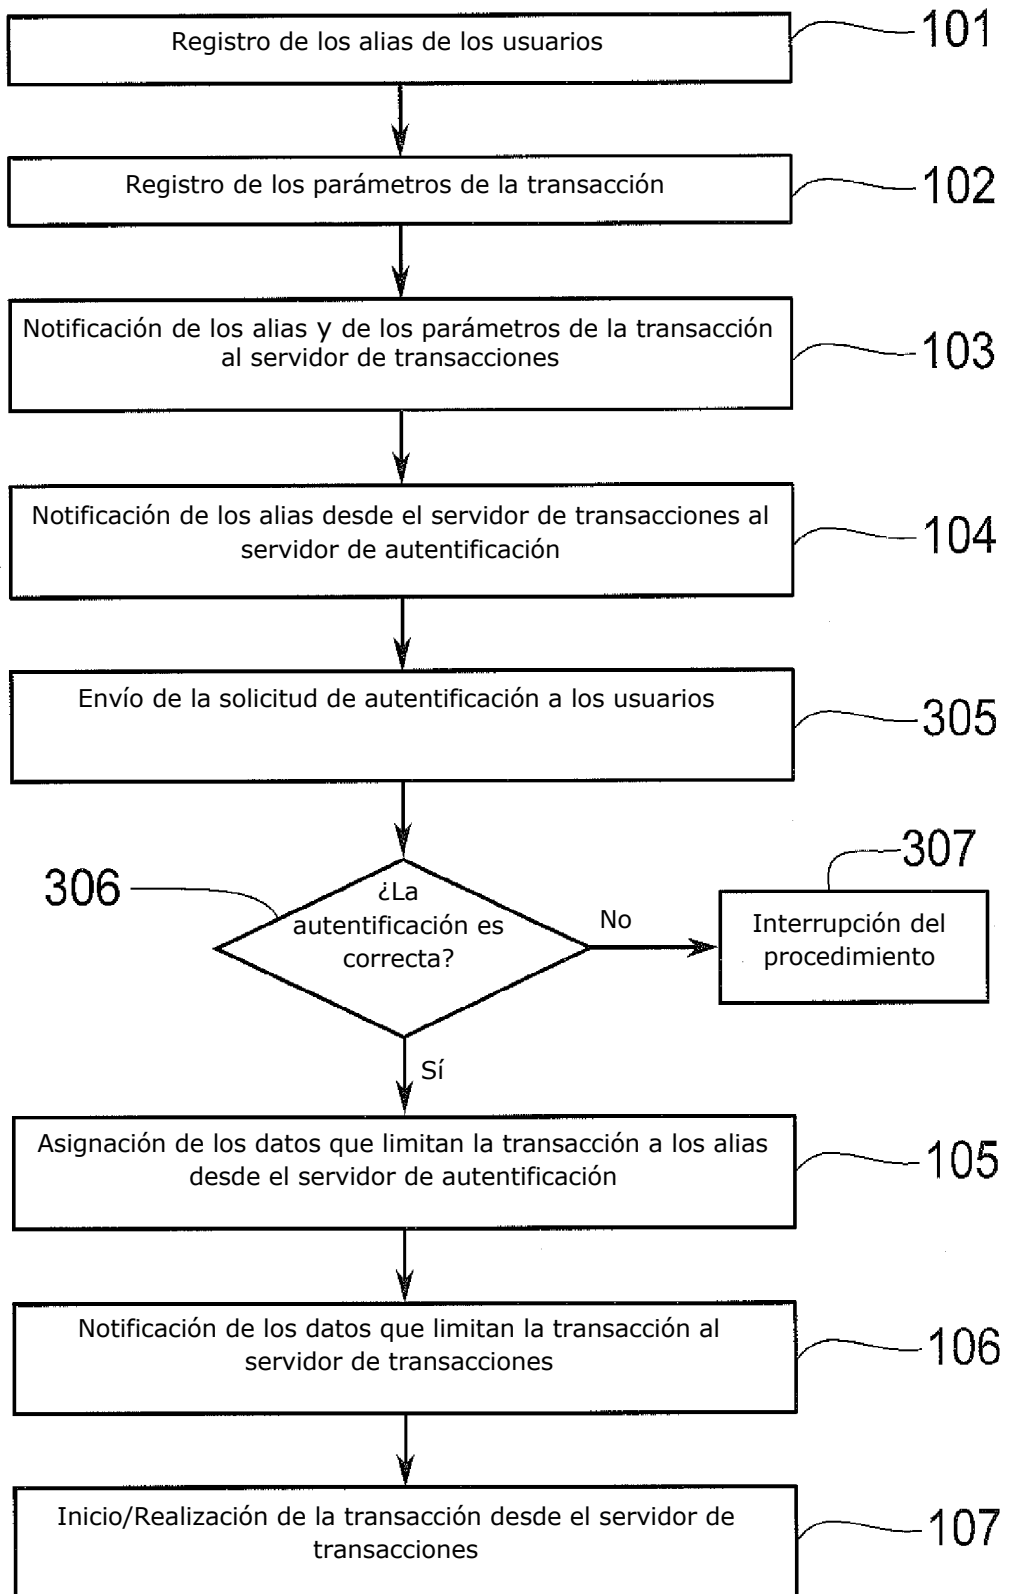 Registro de los alias de los usuarios
101
Registro de los parámetros de la transacción
102
Notificación de los alias y de los parámetros de la transacción
al servidor de transacciones
103
Notificación de los alias desde el servidor de transacciones al
servidor de autentificación
104
Envío de la solicitud de autentificación a los usuarios
305
306
¿La
autentificación es
correcta?
No
307
Interrupción del
procedimiento
Sí
Asignación de los datos que limitan la transacción a los alias
desde el servidor de autentificación
105
Notificación de los datos que limitan la transacción al
servidor de transacciones
106
Inicio/Realización de la transacción desde el servidor de
transacciones
107